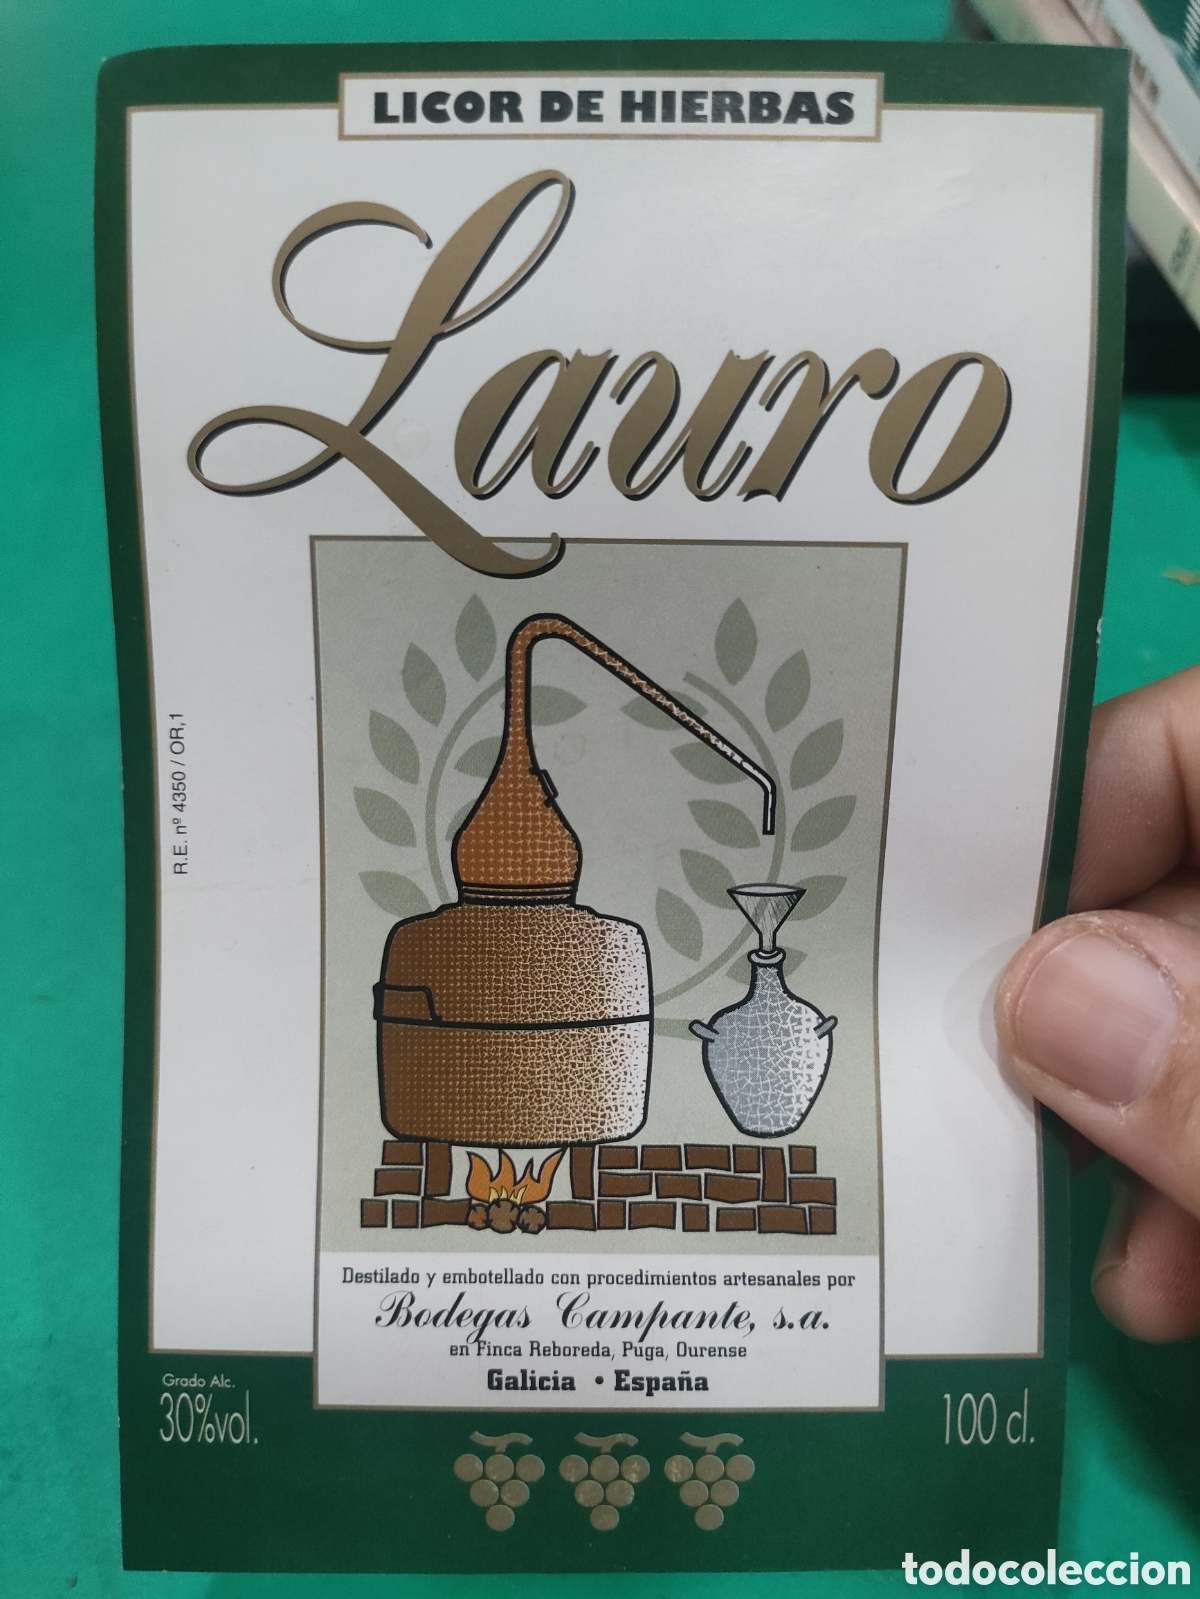 LICOR DE HIERBAS
Lauro
R.E. nº 4350 / OR,1
Destilado y embotellado con procedimientos artesanales por
Bodegas Campante, s.a.
en Finca Reboreda, Puga, Ourense
Galicia • España
Grado Alc.
30%vol.
100 cl.
todocoleccion